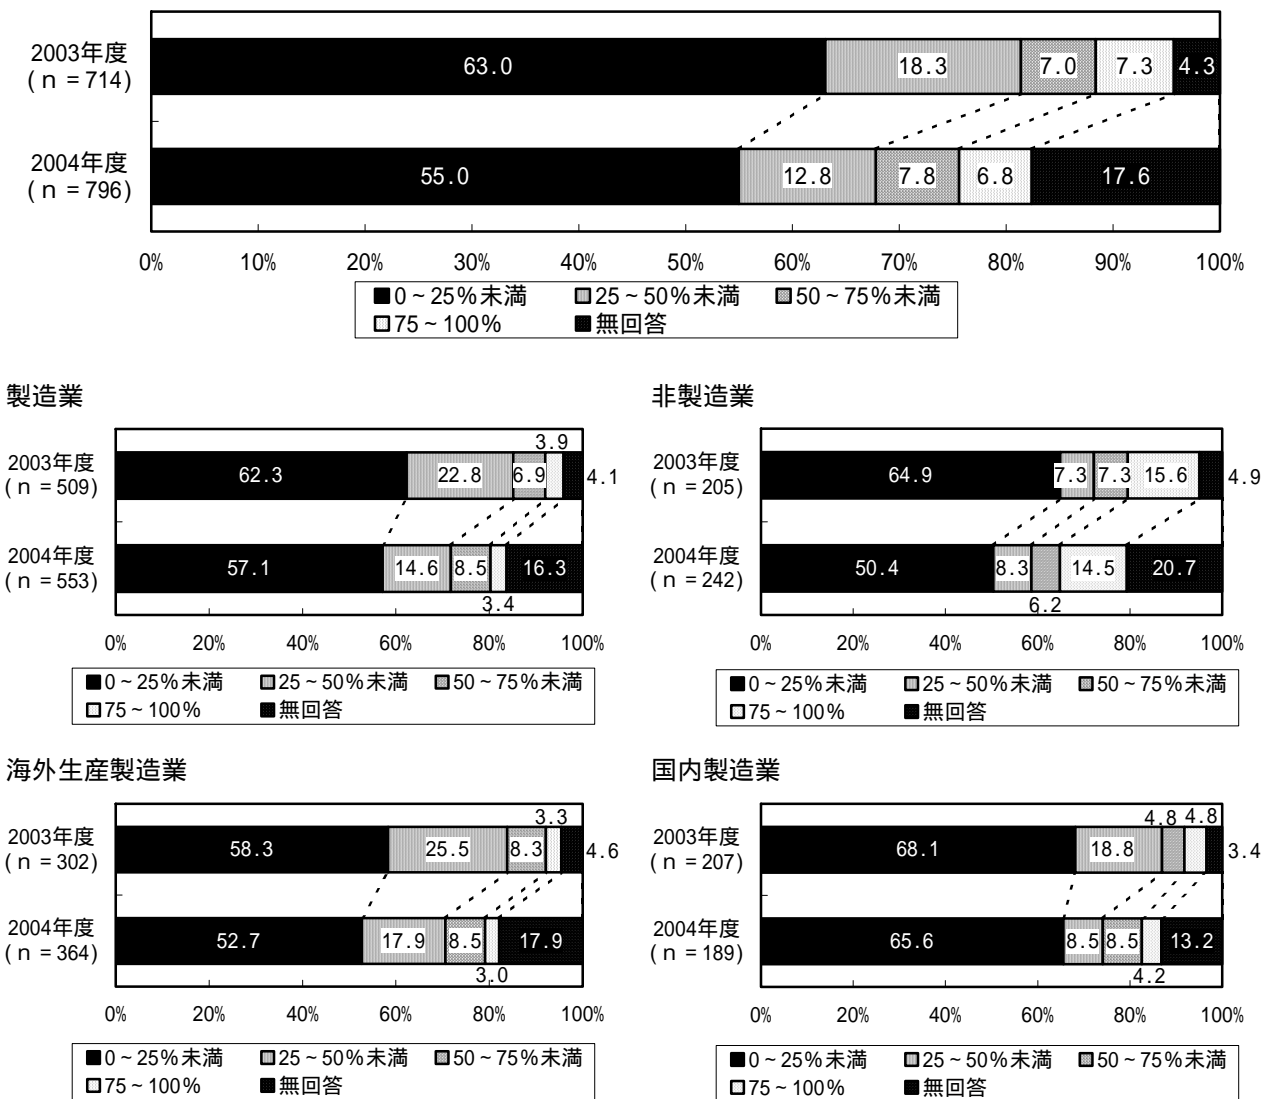 2003年度
(n=714)
63.0
18.3
7.0
7.3
4.3
2004年度
(n=796)
55.0
12.8
7.8
6.8
17.6
0% 10% 20% 30% 40% 50% 60% 70% 80% 90% 100%
■0~25%未満 25~50%未満 50~75%未満
75~100% ■無回答
製造業
3.9
2003年度
(n=509)
62.3
22.8
6.9
4.1
2004年度
(n=553)
57.1
14.6
8.5
16.3
3.4
0% 20% 40% 60% 80% 100%
■0~25%未満 25~50%未満 50~75%未満
75~100% ■無回答
非製造業
2003年度
(n=205)
64.9
7.3
7.3
15.6
4.9
2004年度
(n=242)
50.4
8.3
14.5
20.7
6.2
0% 20% 40% 60% 80% 100%
■0~25%未満 25~50%未満 50~75%未満
75~100% ■無回答
海外生産製造業
3.3
2003年度
(n=302)
58.3
25.5
8.3
4.6
2004年度
(n=364)
52.7
17.9
8.5
17.9
3.0
0% 20% 40% 60% 80% 100%
■0~25%未満 25~50%未満 50~75%未満
75~100% ■無回答
国内製造業
4.8 4.8
2003年度
(n=207)
68.1
18.8
3.4
2004年度
(n=189)
65.6
8.5
8.5
13.2
4.2
0% 20% 40% 60% 80% 100%
■0~25%未満 25~50%未満 50~75%未満
75~100% ■無回答